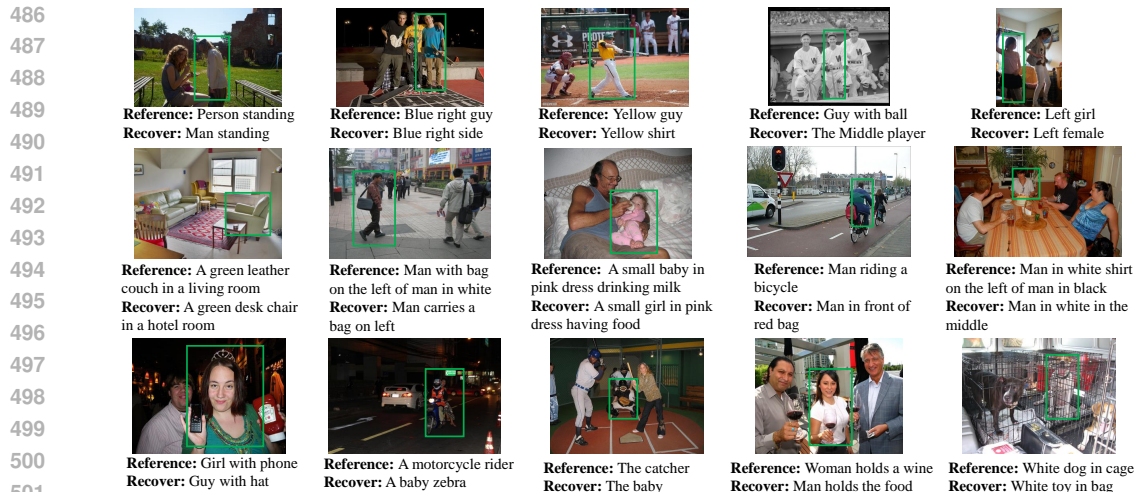 486
487
488
489
490
491
492
493
494
495
496
497
498
499
500
501
Reference: Person standing
Recover: Man standing
Reference: Blue right guy
Recover: Blue right side
Reference: Yellow guy
Recover: Yellow shirt
Reference: Guy with ball
Recover: The Middle player
Reference: Left girl
Recover: Left female
Reference: A green leather
couch in a living room
Recover: A green desk chair
in a hotel room
Reference: Man with bag
on the left of man in white
Recover: Man carries a
bag on left
Reference: A small baby in
pink dress drinking milk
Recover: A small girl in pink
dress having food
Reference: Man riding a
bicycle
Recover: Man in front of
red bag
Reference: Man in white shirt
on the left of man in black
Recover: Man in white in the
middle
Reference: Girl with phone
Recover: Guy with hat
Reference: A motorcycle rider
Recover: A baby zebra
Reference: The catcher
Recover: The baby
Reference: Woman holds a wine
Recover: Man holds the food
Reference: White dog in cage
Recover: White toy in bag